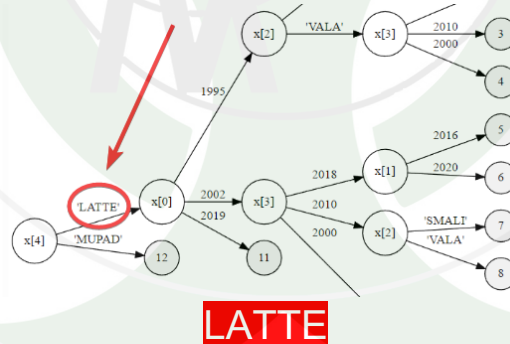 x[2]
'VALA'
x[3]
2010
3
2000
4
1995
2016
5
x[1]
2018
2020
6
'LATTE'
x[0]
2002
x[3]
2010
'SMALI'
7
x[4]
'MUPAD'
2019
2000
x[2]
'VALA'
12
11
8
LATTE